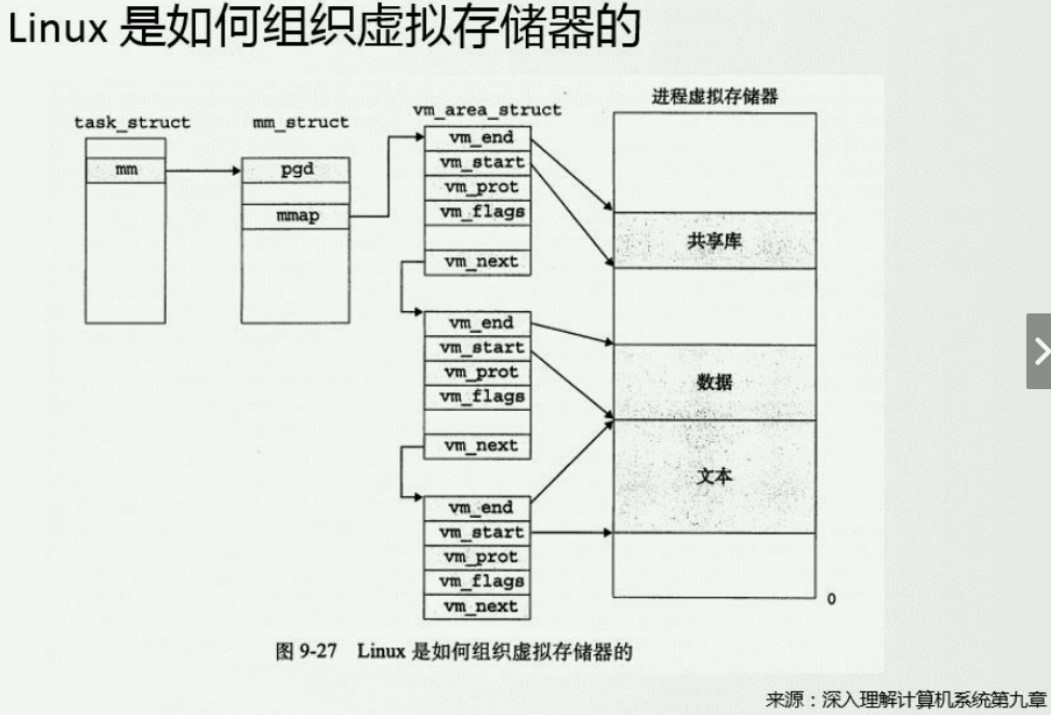 Linux 是如何组织虚拟存储器的
进程虚拟存储器
task_struct
mm
mm_struct
pgd
mmap
vm_area_struct
vm_end
vm_start
vm_prot
vm_flags
vm_next
vm_end
vm_start
vm_prot
vm_flags
vm_next
vm_end
vm_start
vm_prot
vm_flags
vm_next
共享库
数据
文本
0
图 9-27 Linux 是如何组织虚拟存储器的
来源：深入理解计算机系统第九章